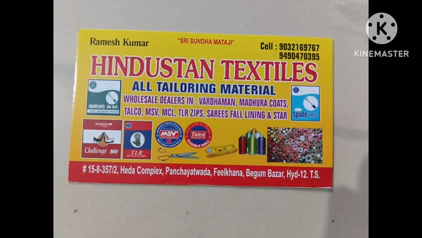 KINEMASTER
Ramesh Kumar
"SRI SUNDHA MATAJI"
Cell : 9032169767
9490470395
HINDUSTAN TEXTILES
ALL TAILORING MATERIAL
WHOLESALE DEALERS IN : VARDHAMAN, MADHURA COATS,
TALCO, MSV, MCL, TLR ZIPS, SAREES FALL LINING & STAR
Challenge 80
TLR
MSV
Talco
# 15-8-357/2, Heda Complex, Panchayatwada, Feelkhana, Begum Bazar, Hyd-12. T.S.